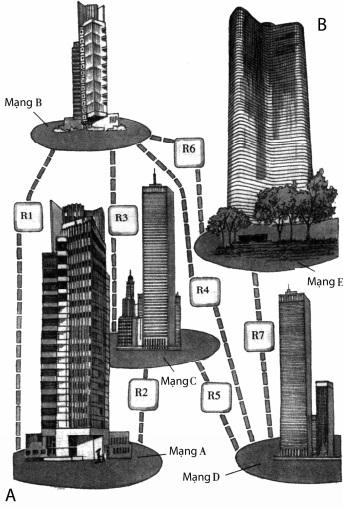 B
Mạng B
R6
R1
R3
Mạng E
R4
R7
Mạng C
R2
R5
Mạng A
Mạng D
A